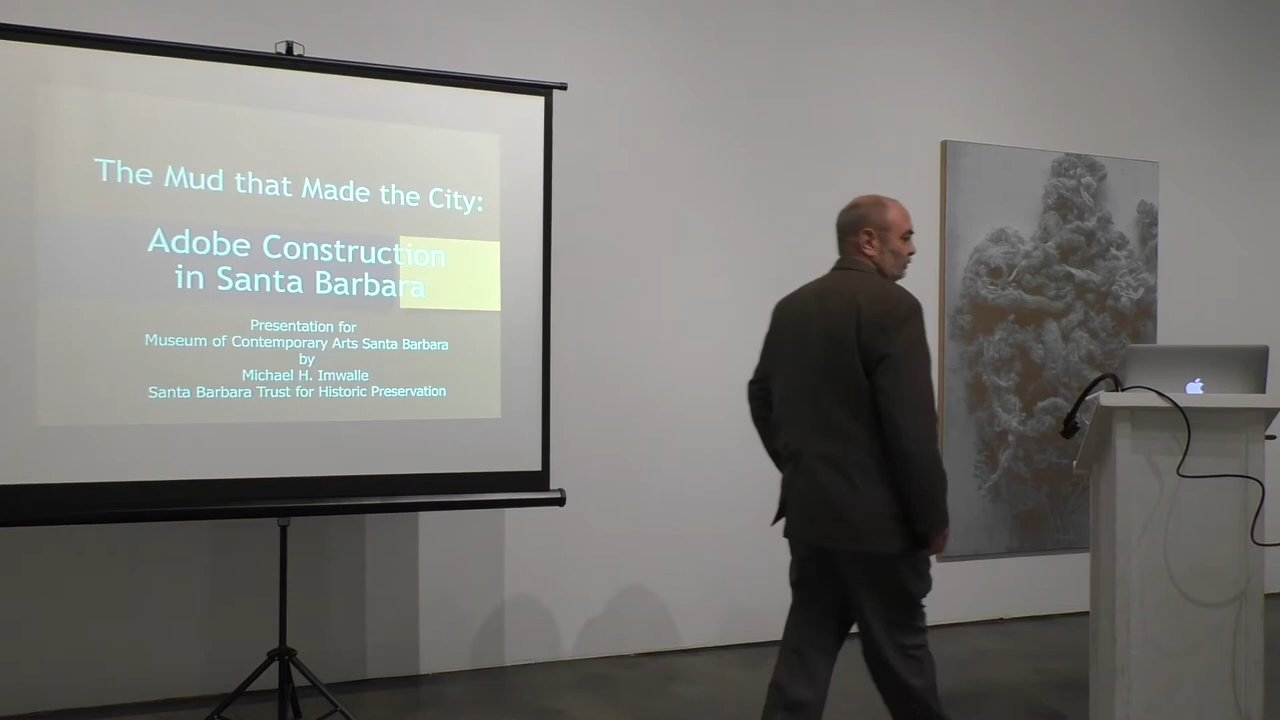 The Mud that Made the City:
Adobe Construction
in Santa Barbara
Presentation for
Museum of Contemporary Arts Santa Barbara
by
Michael H. Imwalle
Santa Barbara Trust for Historic Preservation